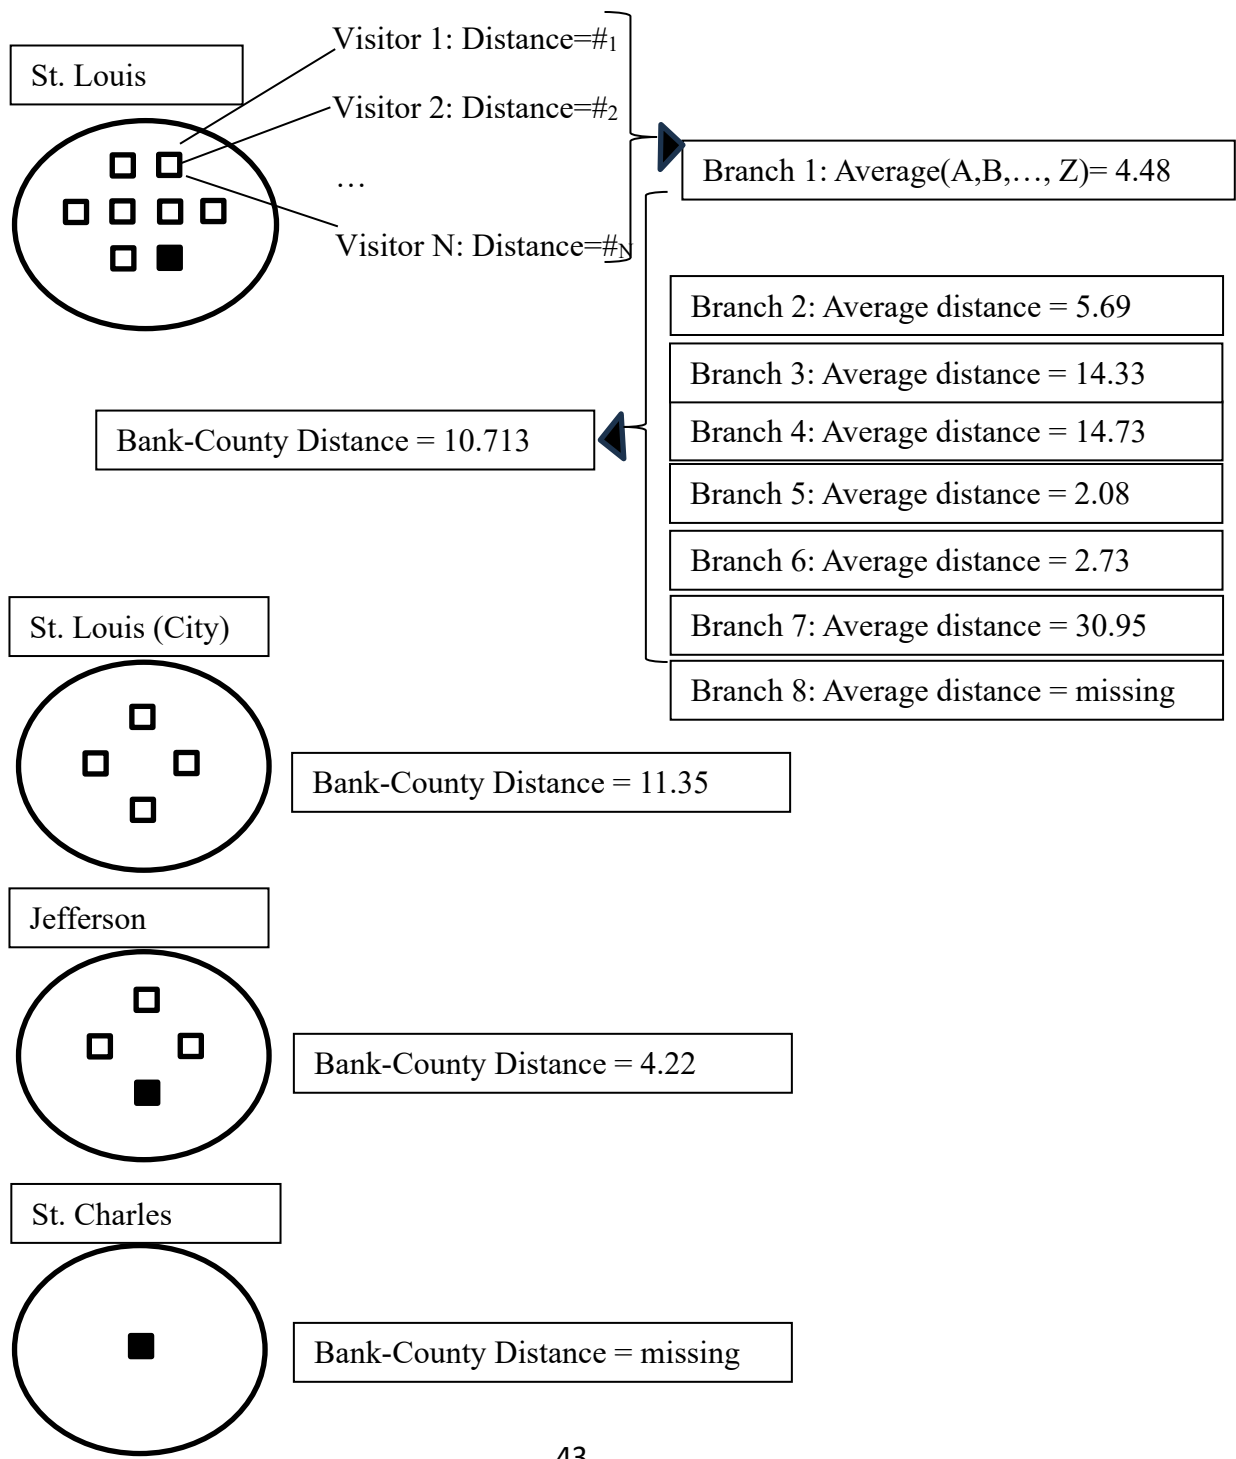 St. Louis
Visitor 1: Distance=#1
Visitor 2: Distance=#2
…
Visitor N: Distance=#N
Branch 1: Average(A,B,…, Z)= 4.48
Branch 2: Average distance = 5.69
Branch 3: Average distance = 14.33
Branch 4: Average distance = 14.73
Branch 5: Average distance = 2.08
Branch 6: Average distance = 2.73
Branch 7: Average distance = 30.95
Branch 8: Average distance = missing
Bank-County Distance = 10.713
St. Louis (City)
Bank-County Distance = 11.35
Jefferson
Bank-County Distance = 4.22
St. Charles
Bank-County Distance = missing
43